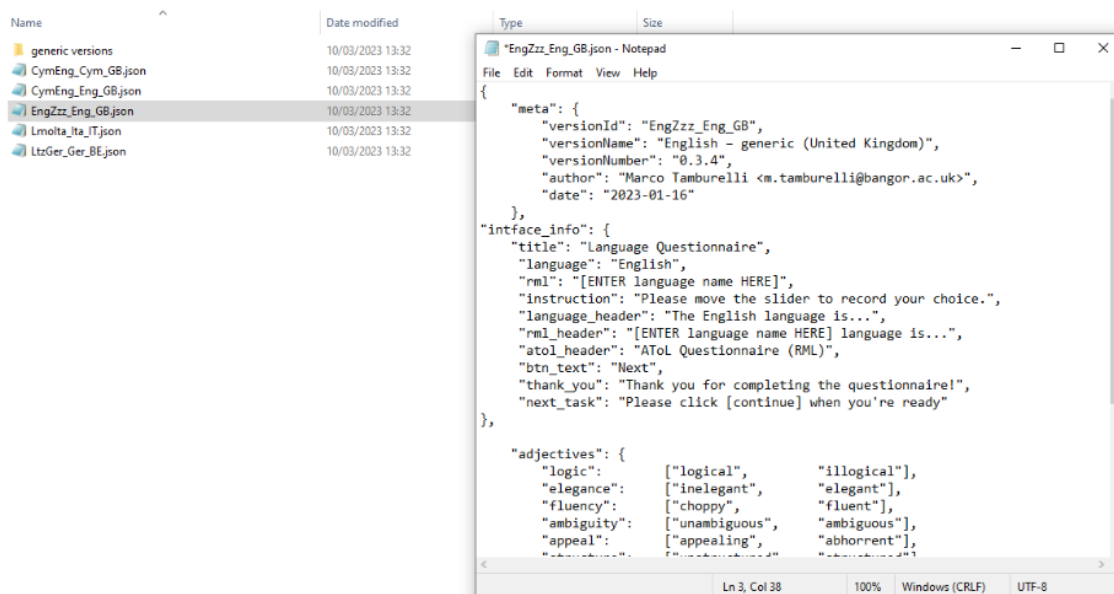 Name Date modified Type Size
generic versions 10/03/2023 13:32
CymEng_Cym_GB.json 10/03/2023 13:32
CymEng_Eng_GB.json 10/03/2023 13:32
EngZzz_Eng_GB.json 10/03/2023 13:32
LmoIta_Ita_IT.json 10/03/2023 13:32
LtzGer_Ger_BE.json 10/03/2023 13:32
*EngZzz_Eng_GB.json - Notepad
File Edit Format View Help
{
"meta": {
"versionId": "EngZzz_Eng_GB",
"versionName": "English – generic (United Kingdom)",
"versionNumber": "0.3.4",
"author": "Marco Tamburelli <m.tamburelli@bangor.ac.uk>",
"date": "2023-01-16"
},
"intface_info": {
"title": "Language Questionnaire",
"language": "English",
"rml": "[ENTER language name HERE]",
"instruction": "Please move the slider to record your choice.",
"language_header": "The English language is...",
"rml_header": "[ENTER language name HERE] language is...",
"atol_header": "AToL Questionnaire (RML)",
"btn_text": "Next",
"thank_you": "Thank you for completing the questionnaire!",
"next_task": "Please click [continue] when you're ready"
},
"adjectives": {
"logic": ["logical", "illogical"],
"elegance": ["inelegant", "elegant"],
"fluency": ["choppy", "fluent"],
"ambiguity": ["unambiguous", "ambiguous"],
"appeal": ["appealing", "abhorrent"],
"structure": ["unstructured", "structured"]
Ln 3, Col 38 100% Windows (CRLF) UTF-8